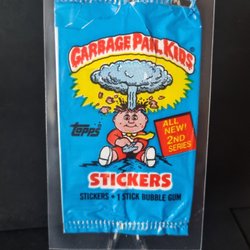 GARBAGE PAIL KIDS
Topps
ALL
NEW!
2ND
SERIES
STICKERS
STICKERS + 1 STICK BUBBLE GUM